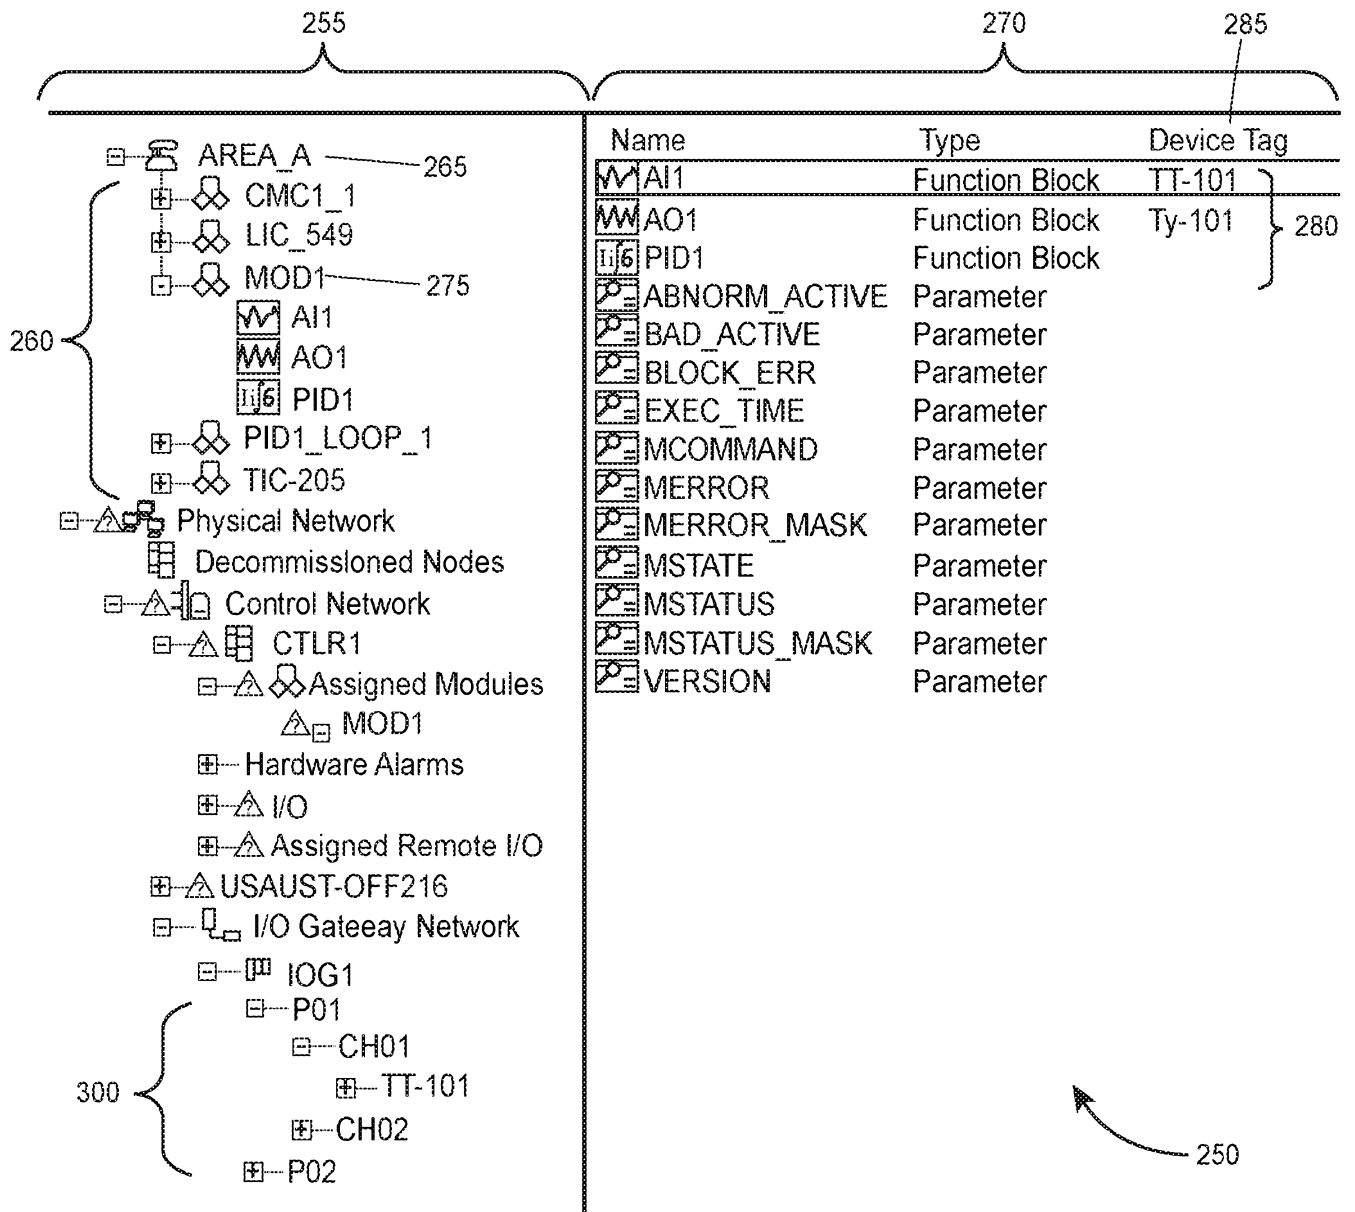 255
270
285
AREA_A
265
CMC1_1
LIC_549
MOD1
275
AI1
AO1
PID1
260
PID1_LOOP_1
TIC-205
Physical Network
Decommissloned Nodes
Control Network
CTLR1
Assigned Modules
MOD1
Hardware Alarms
I/O
Assigned Remote I/O
USAUST-OFF216
I/O Gateeay Network
IOG1
P01
CH01
TT-101
CH02
P02
300
Name Type Device Tag
AI1 Function Block TT-101
AO1 Function Block Ty-101
280
PID1 Function Block
ABNORM_ACTIVE Parameter
BAD_ACTIVE Parameter
BLOCK_ERR Parameter
EXEC_TIME Parameter
MCOMMAND Parameter
MERROR Parameter
MERROR_MASK Parameter
MSTATE Parameter
MSTATUS Parameter
MSTATUS_MASK Parameter
VERSION Parameter
250